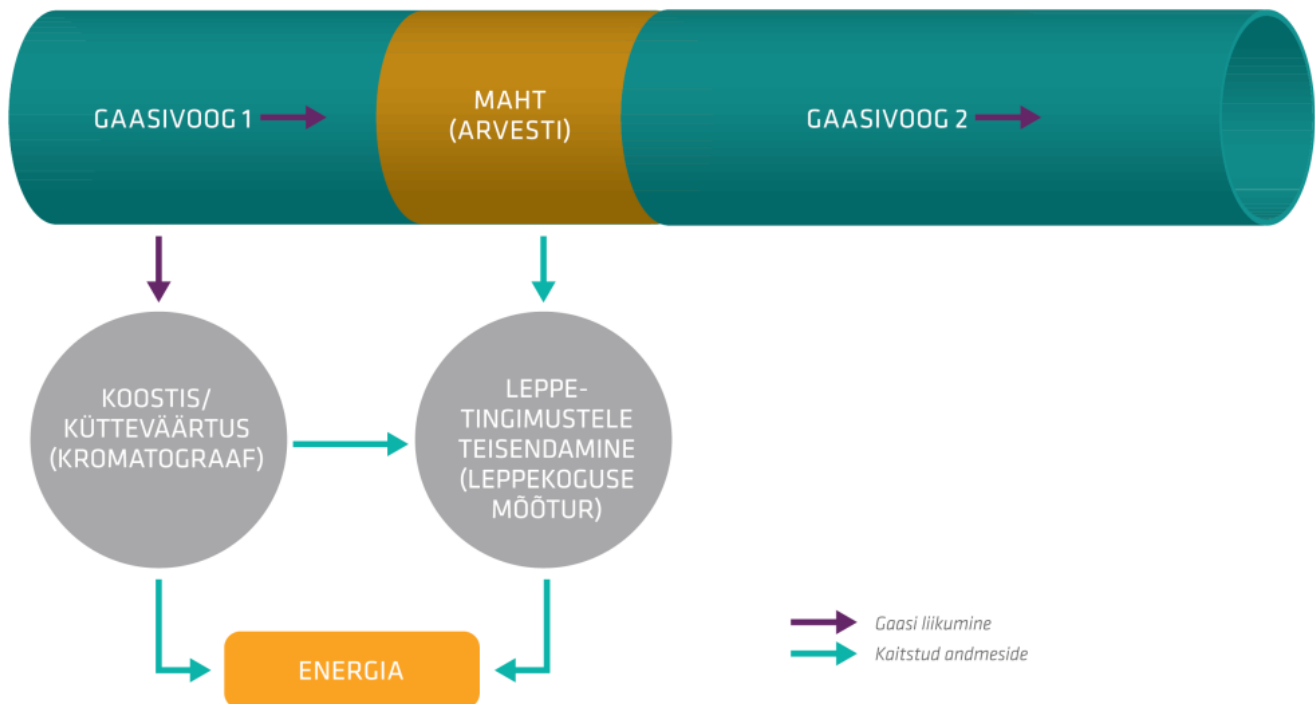 GAASIVOOG 1
MAHT
(ARVESTI)
GAASIVOOG 2
KOOSTIS/
KÜTTEVÄÄRTUS
(KROMATOGRAAF)
LEPPE-
TINGIMUSTELE
TEISENDAMINE
(LEPPEKOGUSE
MÕÕTUR)
ENERGIA
Gaasi liikumine
Kaitstud andmeside